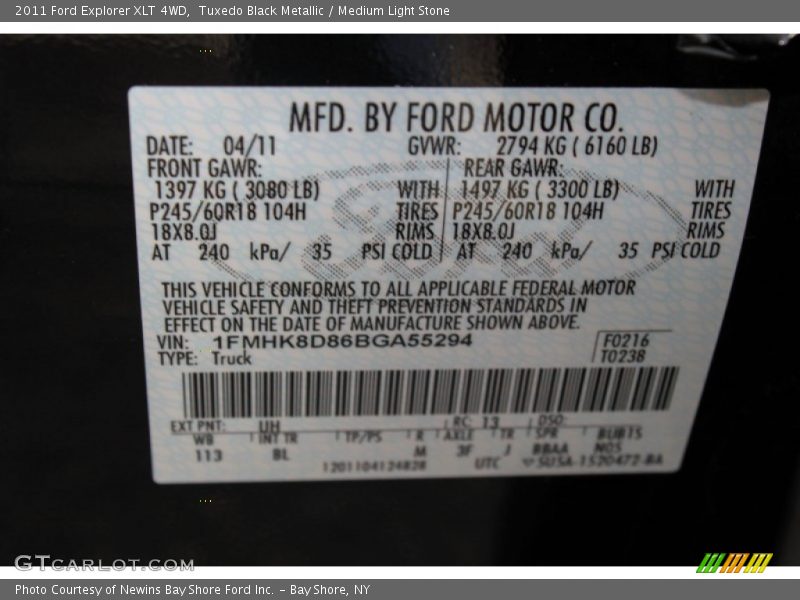 2011 Ford Explorer XLT 4WD, Tuxedo Black Metallic / Medium Light Stone
MFD. BY FORD MOTOR CO.
DATE: 04/11 GVWR: 2794 KG ( 6160 LB)
FRONT GAWR: REAR GAWR:
1397 KG ( 3080 LB) WITH 1497 KG ( 3300 LB) WITH
P245/60R18 104H TIRES P245/60R18 104H TIRES
18X8.0J RIMS 18X8.0J RIMS
AT 240 kPa/ 35 PSI COLD AT 240 kPa/ 35 PSI COLD
THIS VEHICLE CONFORMS TO ALL APPLICABLE FEDERAL MOTOR
VEHICLE SAFETY AND THEFT PREVENTION STANDARDS IN
EFFECT ON THE DATE OF MANUFACTURE SHOWN ABOVE.
VIN: 1FMHK8D86BGA55294 F0216
TYPE: Truck T0238
EXT PNT: UH RC: 13 DSO:
WB INT TR TP/PS R AXLE TR SPR
113 BL M 3F J BBAA
1201104124828 UTC
GTCARLOT.COM
Photo Courtesy of Newins Bay Shore Ford Inc. - Bay Shore, NY